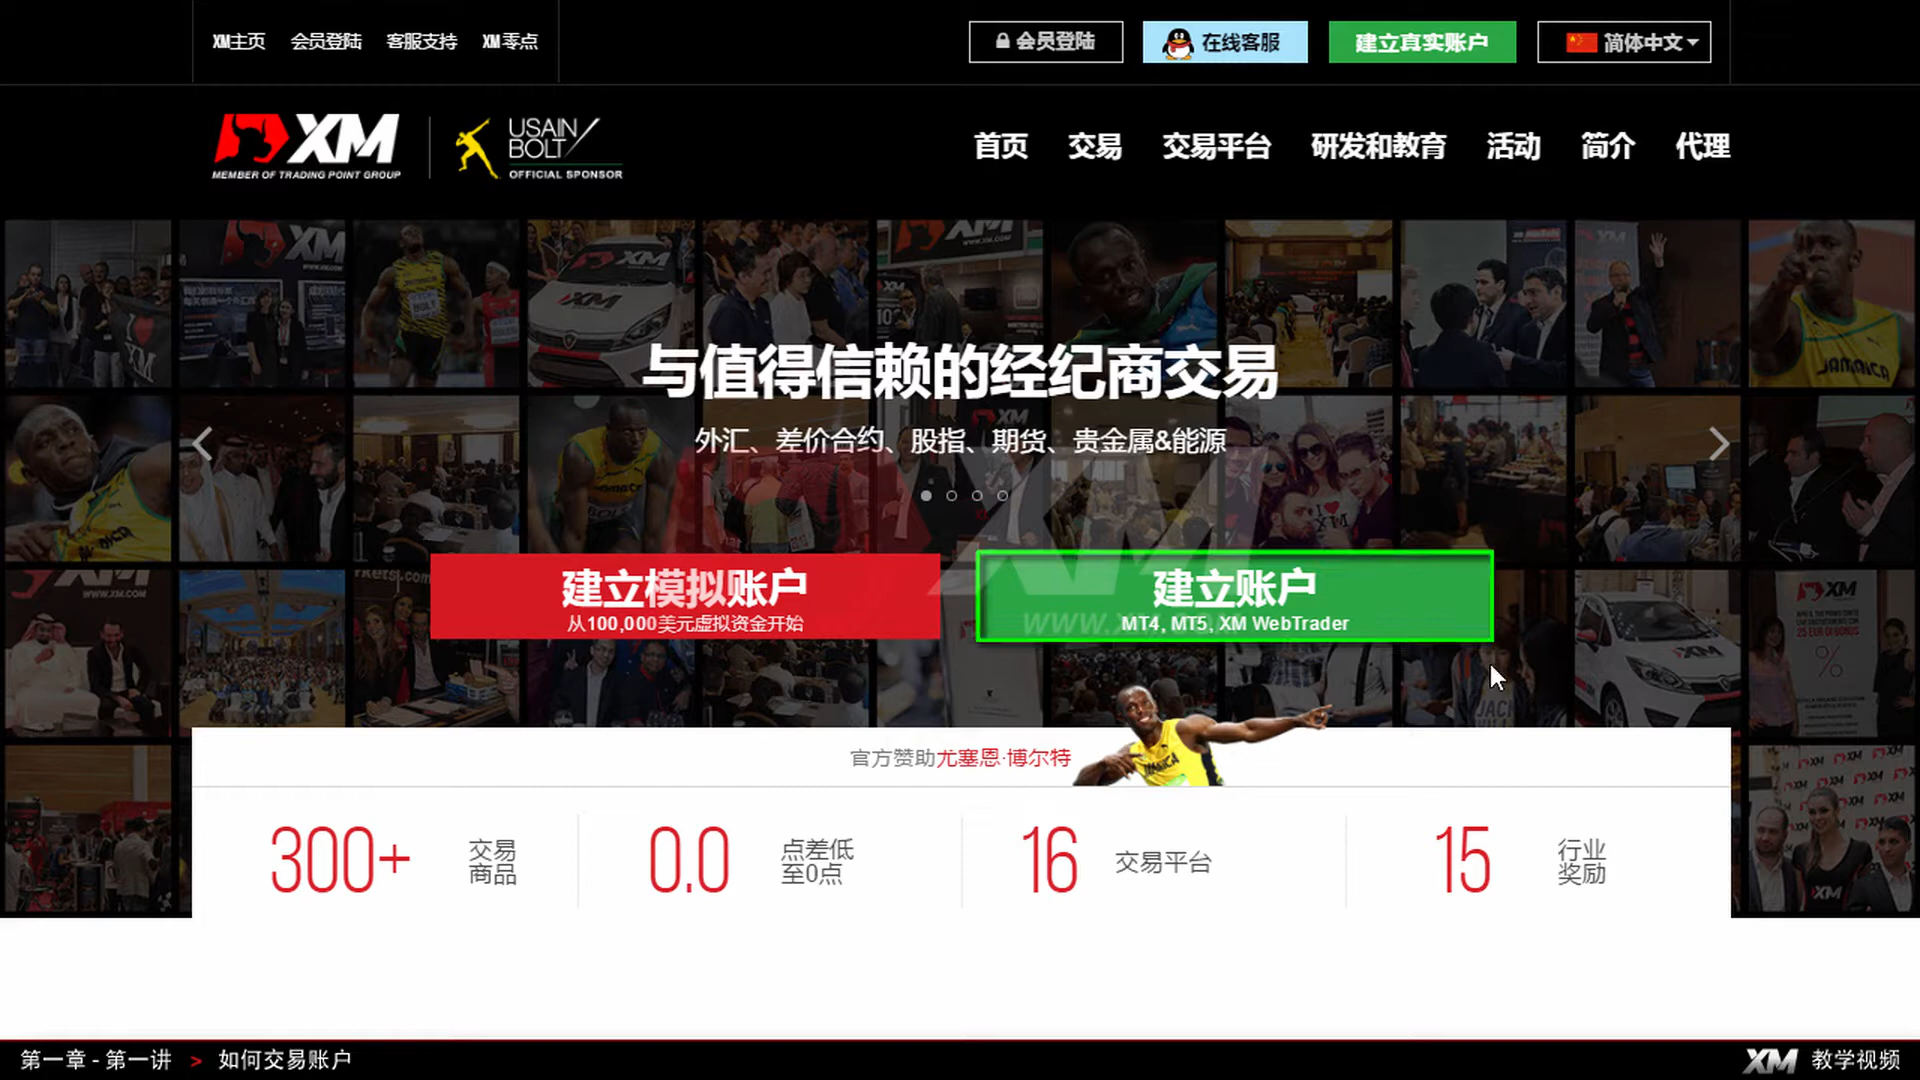 XM主页 会员登陆 客服支持 XM零点
会员登陆 在线客服 建立真实账户 简体中文
XM
MEMBER OF TRADING POINT GROUP
USAIN
BOLT
OFFICIAL SPONSOR
首页 交易 交易平台 研发和教育 活动 简介 代理
与值得信赖的经纪商交易
外汇、差价合约、股指、期货、贵金属&能源
建立模拟账户
从100,000美元虚拟资金开始
建立账户
MT4, MT5, XM WebTrader
官方赞助尤塞恩·博尔特
300+ 交易
商品
0.0 点差低
至0点
16 交易平台
15 行业
奖励
第一章 - 第一讲 > 如何交易账户
XM 教学视频